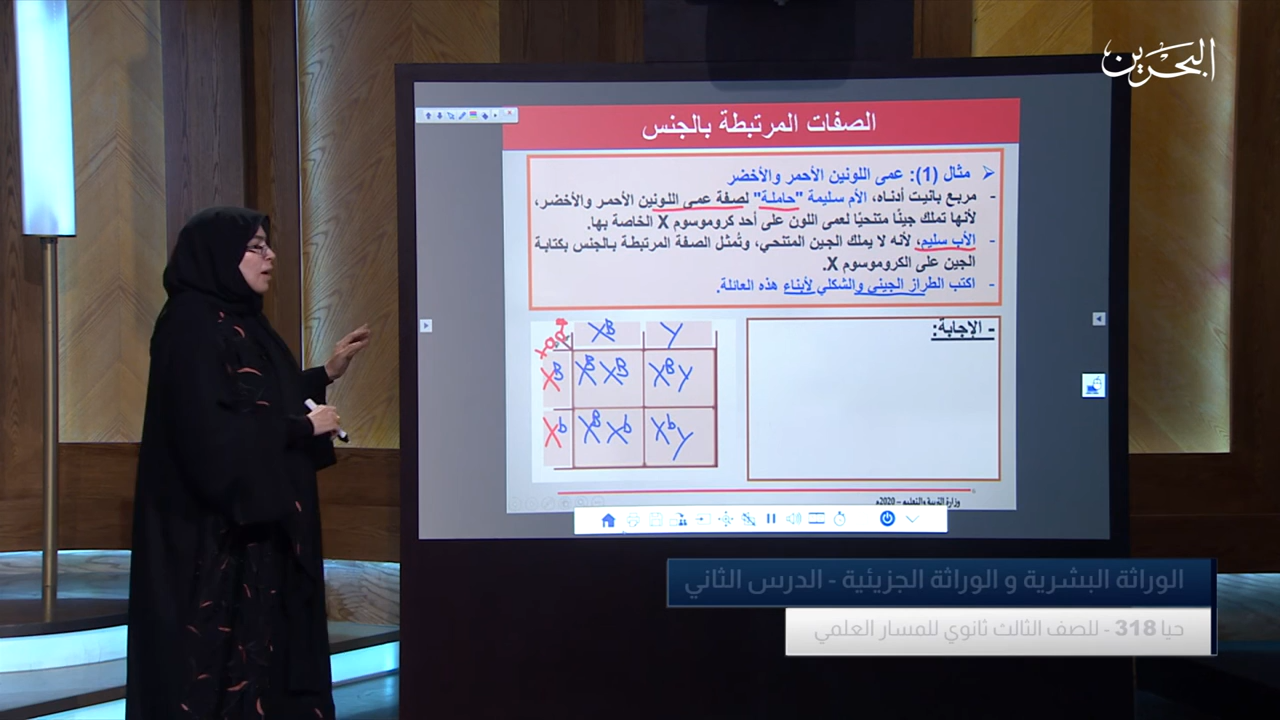 البحرين
الصفات المرتبطة بالجنس
مثال (1): عمى اللونين الأحمر والأخضر
- مربع بانيت أدناه، الأم سليمة "حاملة" لصفة عمى اللونين الأحمر والأخضر،
لأنها تملك جينًا متنحيًا لعمى اللون على أحد كروموسوم X الخاصة بها.
- الأب سليم، لأنه لا يملك الجين المتنحي، وتُمثل الصفة المرتبطة بالجنس بكتابة
الجين على الكروموسوم X.
- اكتب الطراز الجيني والشكلي لأبناء هذه العائلة.
- الإجابة:
X^B Y
X^B X^B X^B X^B Y
X^b X^B X^b X^b Y
وزارة التربية والتعليم – 2020م
الوراثة البشرية و الوراثة الجزيئية - الدرس الثاني
حيا 318 - للصف الثالث ثانوي للمسار العلمي